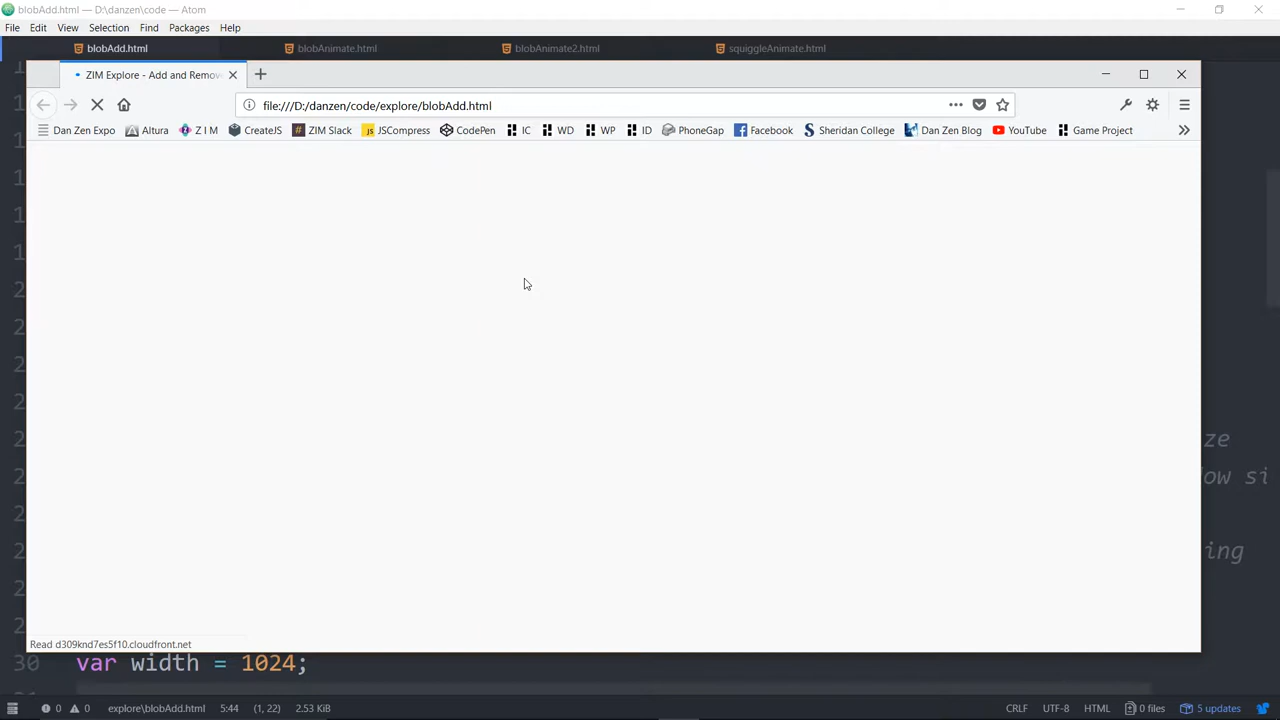 blobAdd.html — D:\danzen\code — Atom
File Edit View Selection Find Packages Help
blobAdd.html blobAnimate.html blobAnimate2.html squiggleAnimate.html
ZIM Explore - Add and Remov
file:///D:/danzen/code/explore/blobAdd.html
Dan Zen Expo Altura Z I M CreateJS ZIM Slack JSCompress CodePen IC WD WP ID PhoneGap Facebook Sheridan College Dan Zen Blog YouTube Game Project
ze
ow si
ing
Read d309knd7es5f10.cloudfront.net
30 var width = 1024;
0 0 explore\blobAdd.html 5:44 (1, 22) 2.53 KiB CRLF UTF-8 HTML 0 files 5 updates